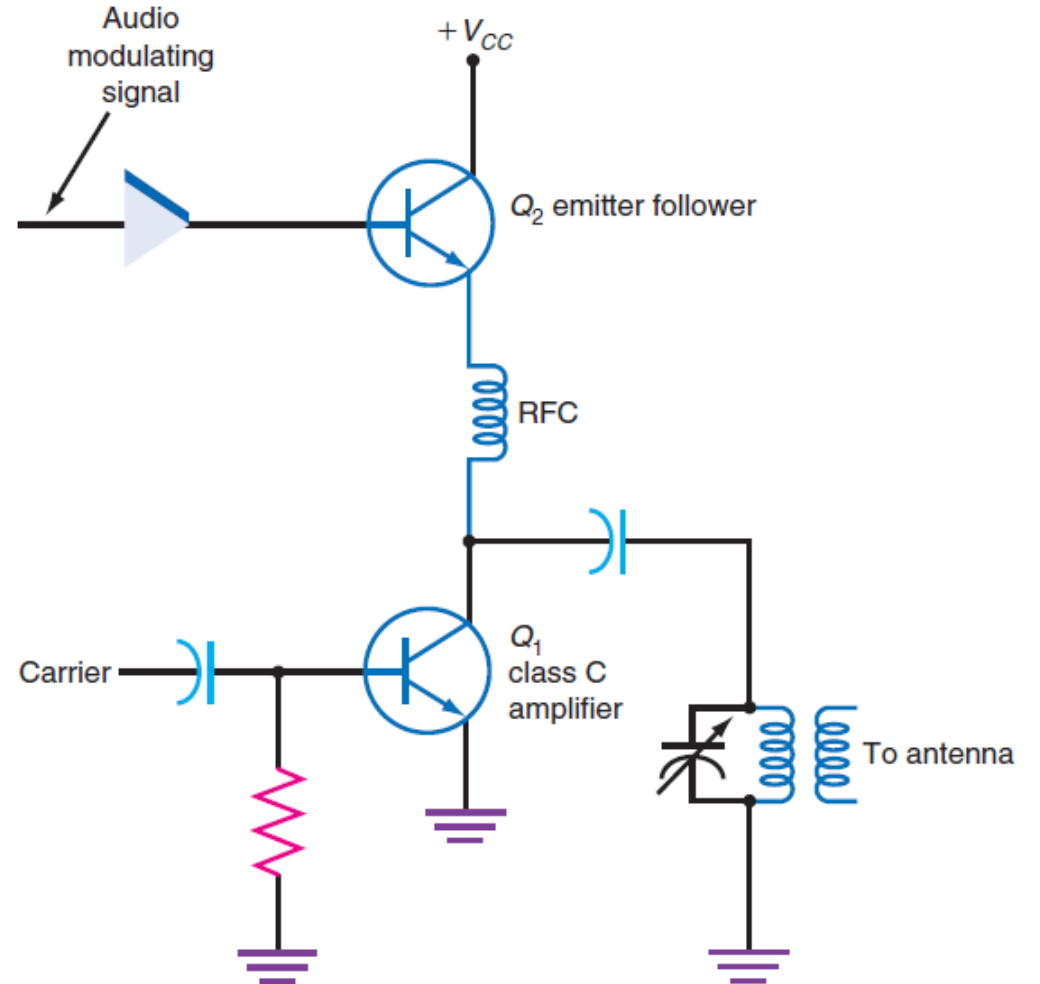 Audio
modulating
signal
+VCC
Q2 emitter follower
RFC
Q1
class C
amplifier
Carrier
To antenna